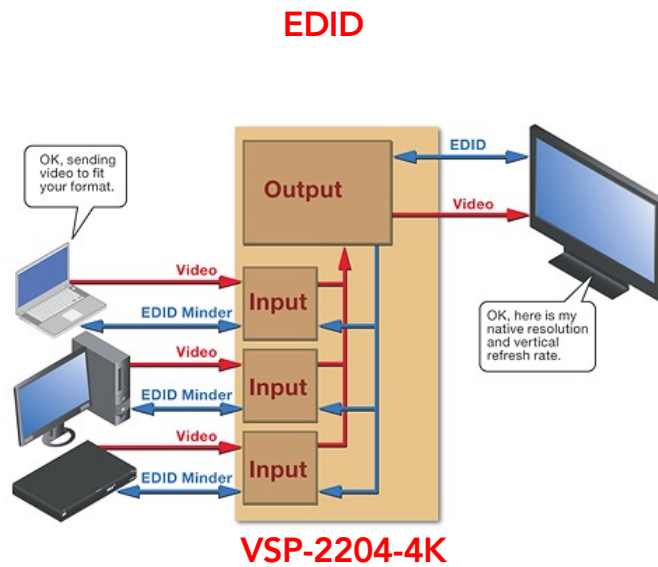 EDID
OK, sending
video to fit
your format.
Output
EDID
Video
Video
Input
EDID Minder
Video
Input
EDID Minder
Video
Input
EDID Minder
OK, here is my
native resolution
and vertical
refresh rate.
VSP-2204-4K